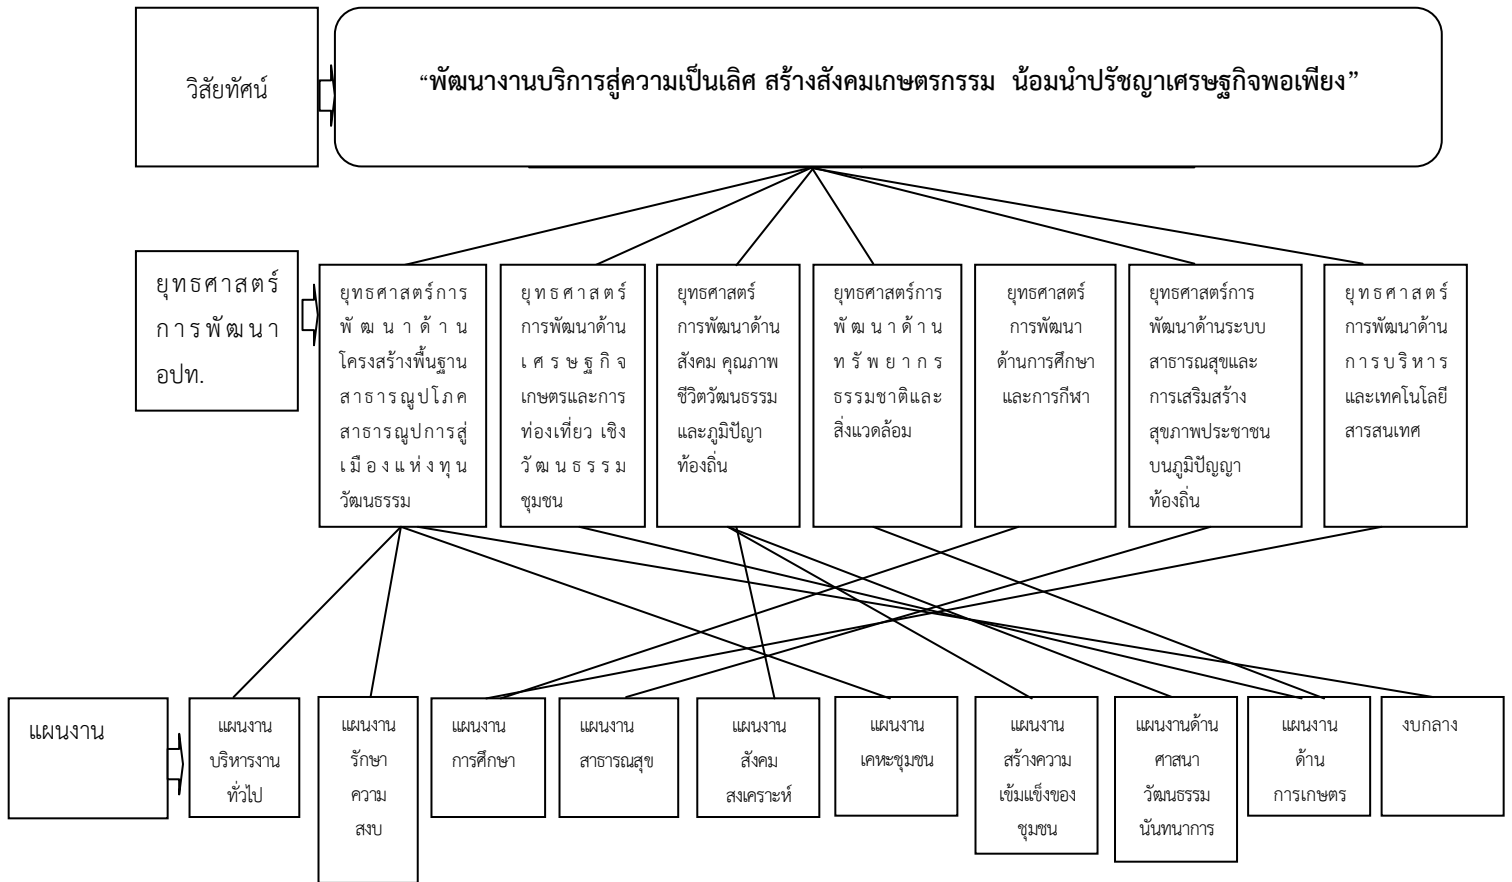 วิสัยทัศน์
“พัฒนางานบริการสู่ความเป็นเลิศ สร้างสังคมเกษตรกรรม น้อมนำปรัชญาเศรษฐกิจพอเพียง”
ยุทธศาสตร์
การพัฒนา
อปท.
ยุทธศาสตร์การ
พัฒนาด้าน
โครงสร้างพื้นฐาน
สาธารณูปโภค
สาธารณูปการสู่
เมืองแห่งทุน
วัฒนธรรม
ยุทธศาสตร์
การพัฒนาด้าน
เศรษฐกิจ
เกษตรและการ
ท่องเที่ยว เชิง
วัฒนธรรม
ชุมชน
ยุทธศาสตร์
การพัฒนาด้าน
สังคม คุณภาพ
ชีวิตวัฒนธรรม
และภูมิปัญา
ท้องถิ่น
ยุทธศาสตร์การ
พัฒนาด้าน
ทรัพยากร
ธรรมชาติและ
สิ่งแวดล้อม
ยุทธศาสตร์
การพัฒนา
ด้านการศึกษา
และการกีฬา
ยุทธศาสตร์การ
พัฒนาด้านระบบ
สาธารณสุขและ
การเสริมสร้าง
สุขภาพประชาชน
บนภูมิปัญญา
ท้องถิ่น
ยุทธศาสตร์
การพัฒนาด้าน
การบริหาร
และเทคโนโลยี
สารสนเทศ
แผนงาน
แผนงาน
บริหารงาน
ทั่วไป
แผนงาน
รักษา
ความ
สงบ
แผนงาน
การศึกษา
แผนงาน
สาธารณสุข
แผนงาน
สังคม
สงเคราะห์
แผนงาน
เคหะชุมชน
แผนงาน
สร้างความ
เข้มแข็งของ
ชุมชน
แผนงานด้าน
ศาสนา
วัฒนธรรม
นันทนาการ
แผนงาน
ด้าน
การเกษตร
งบกลาง